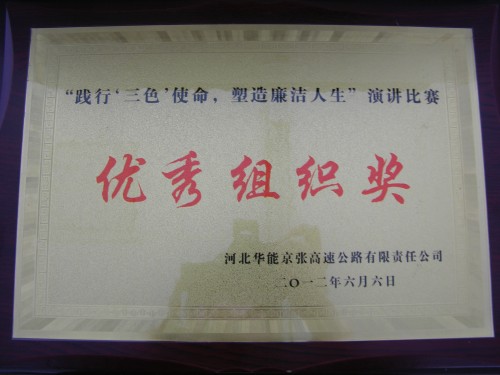 “践行‘三色’使命，塑造廉洁人生”演讲比赛
优秀组织奖
河北华能京张高速公路有限责任公司
二〇一二年六月六日